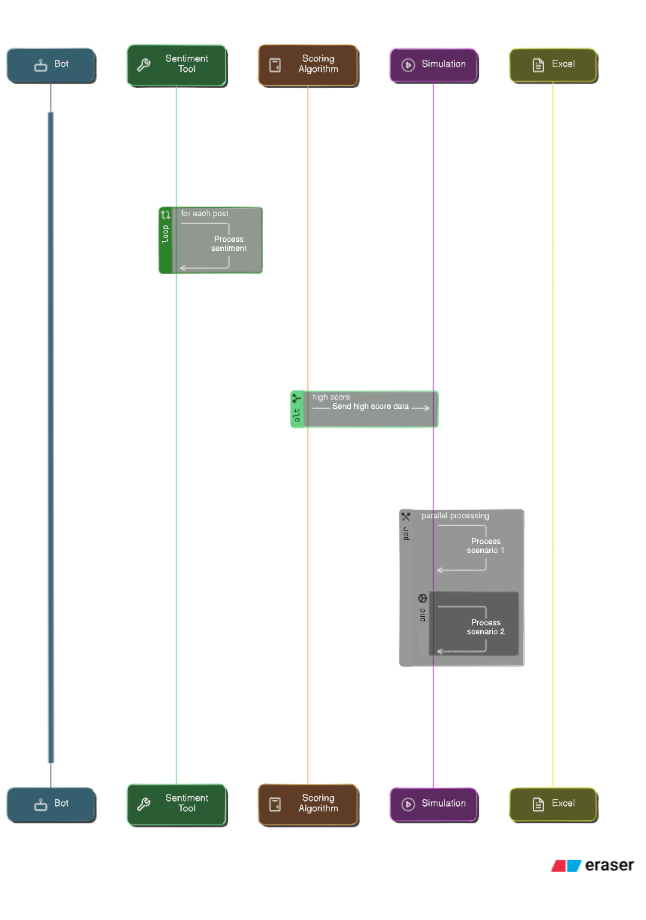 Bot
Sentiment
Tool
Scoring
Algorithm
Simulation
Excel
loop
for each post
Process
sentiment
alt
high score
Send high score data
par
parallel processing
Process
scenario 1
and
Process
scenario 2
Bot
Sentiment
Tool
Scoring
Algorithm
Simulation
Excel
eraser